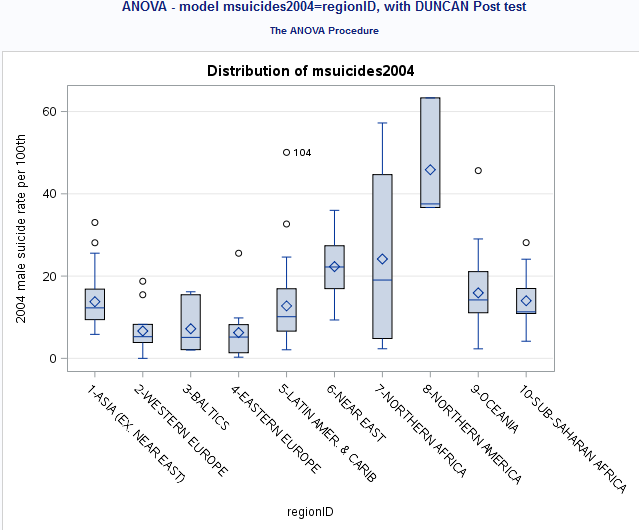 ANOVA - model msuicides2004=regionID, with DUNCAN Post test
The ANOVA Procedure
Distribution of msuicides2004
2004 male suicide rate per 100th
60
40
20
0
104
1-ASIA (EX. NEAR EAST)
2-WESTERN EUROPE
3-BALTICS
4-EASTERN EUROPE
5-LATIN AMER. & CARIB
6-NEAR EAST
7-NORTHERN AFRICA
8-NORTHERN AMERICA
9-OCEANIA
10-SUB-SAHARAN AFRICA
regionID